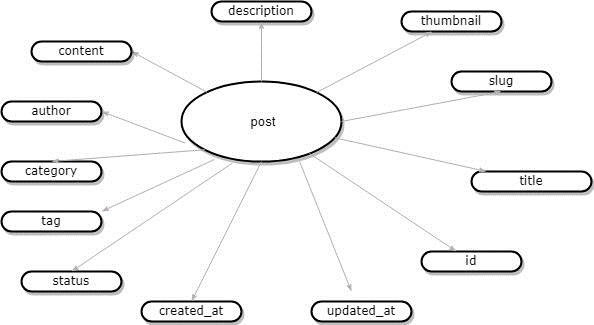 description
thumbnail
content
slug
author
post
category
title
tag
id
status
created_at
updated_at